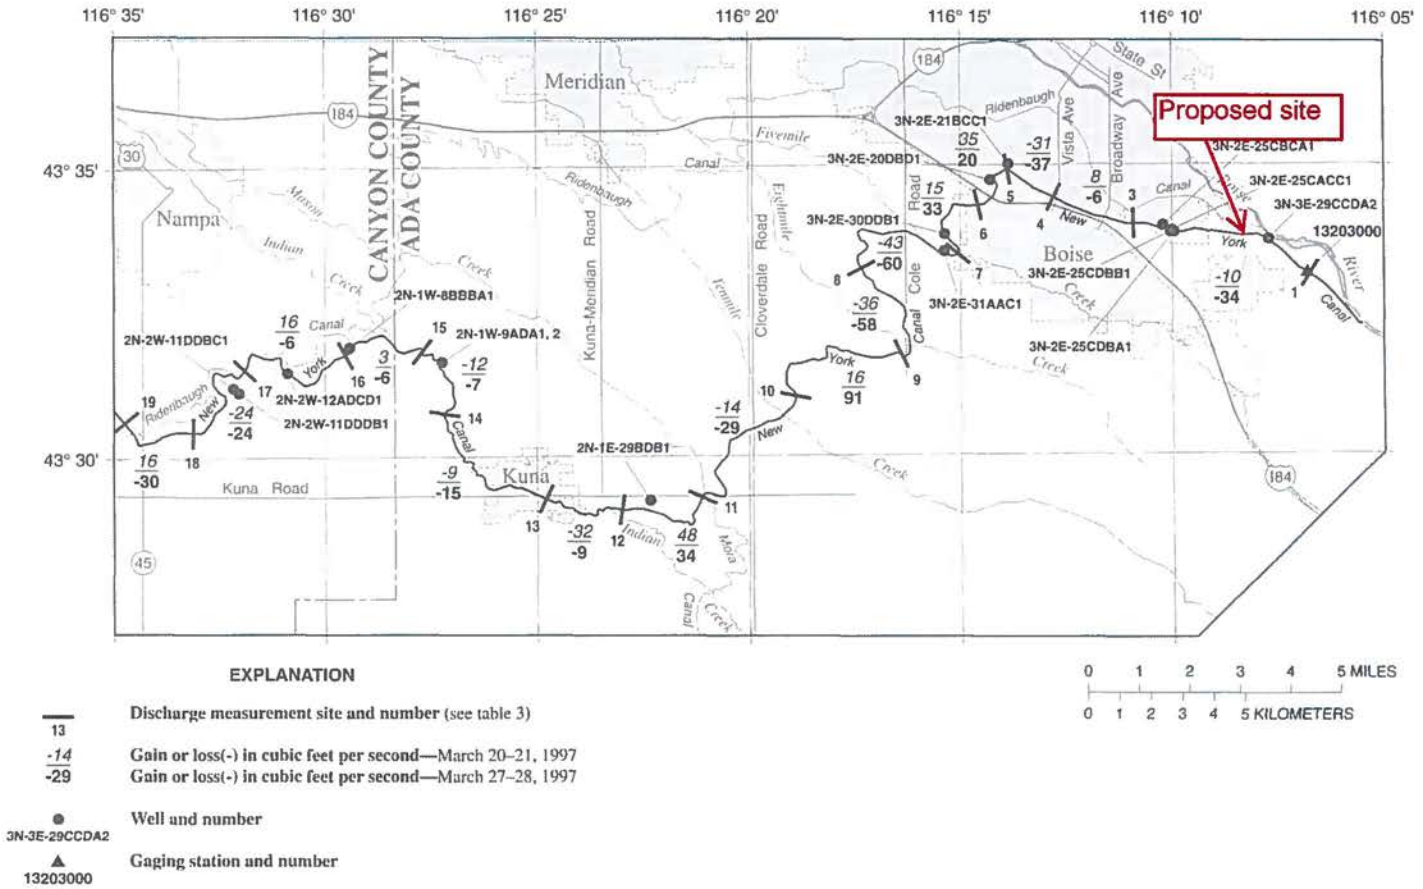 116° 35'
116° 30'
116° 25'
116° 20'
116° 15'
116° 10'
116° 05'
CANYON COUNTY
ADA COUNTY
Meridian
184
State St
Ridenbaugh
Vista Ave
Broadway Ave
Proposed site
184
3N-2E-21BCC1
Fivemile
35
20
-31
-37
3N-2E-25CBCA1
30
43° 35'
Canal
3N-2E-20DBD1
Ridenbaugh
Canal
3N-2E-25CACC1
Mason
Eightmile
15
33
Road
8
-6
3
5
4
6
New
3N-3E-29CCDA2
Nampa
Kuna-Meridian Road
Cloverdale Road
3N-2E-30DDB1
York
13203000
Indian
Creek
-43
-60
7
Boise
3N-2E-25CDBB1
River
8
Creek
Creek
Tenmile
Cole
-10
-34
1
Canal
2N-1W-8BBBA1
-36
-58
3N-2E-31AAC1
16
-6
Canal
15
2N-1W-9ADA1, 2
Canal
3N-2E-25CDBA1
2N-2W-11DDBC1
York
3
-6
16
-12
-7
York
9
Creek
17
2N-2W-12ADCD1
16
91
19
Ridenbaugh
New
10
-24
-24
2N-2W-11DDDB1
14
-14
-29
New
18
Canal
2N-1E-29BDB1
43° 30'
16
-30
-9
-15
Kuna
Creek
184
Kuna Road
11
13
-32
-9
12
Indian
48
34
Mora
45
Canal
Creek
EXPLANATION
0 1 2 3 4 5 MILES
0 1 2 3 4 5 KILOMETERS
13
Discharge measurement site and number (see table 3)
-14
-29
Gain or loss(-) in cubic feet per second—March 20–21, 1997
Gain or loss(-) in cubic feet per second—March 27–28, 1997
3N-3E-29CCDA2
Well and number
13203000
Gaging station and number